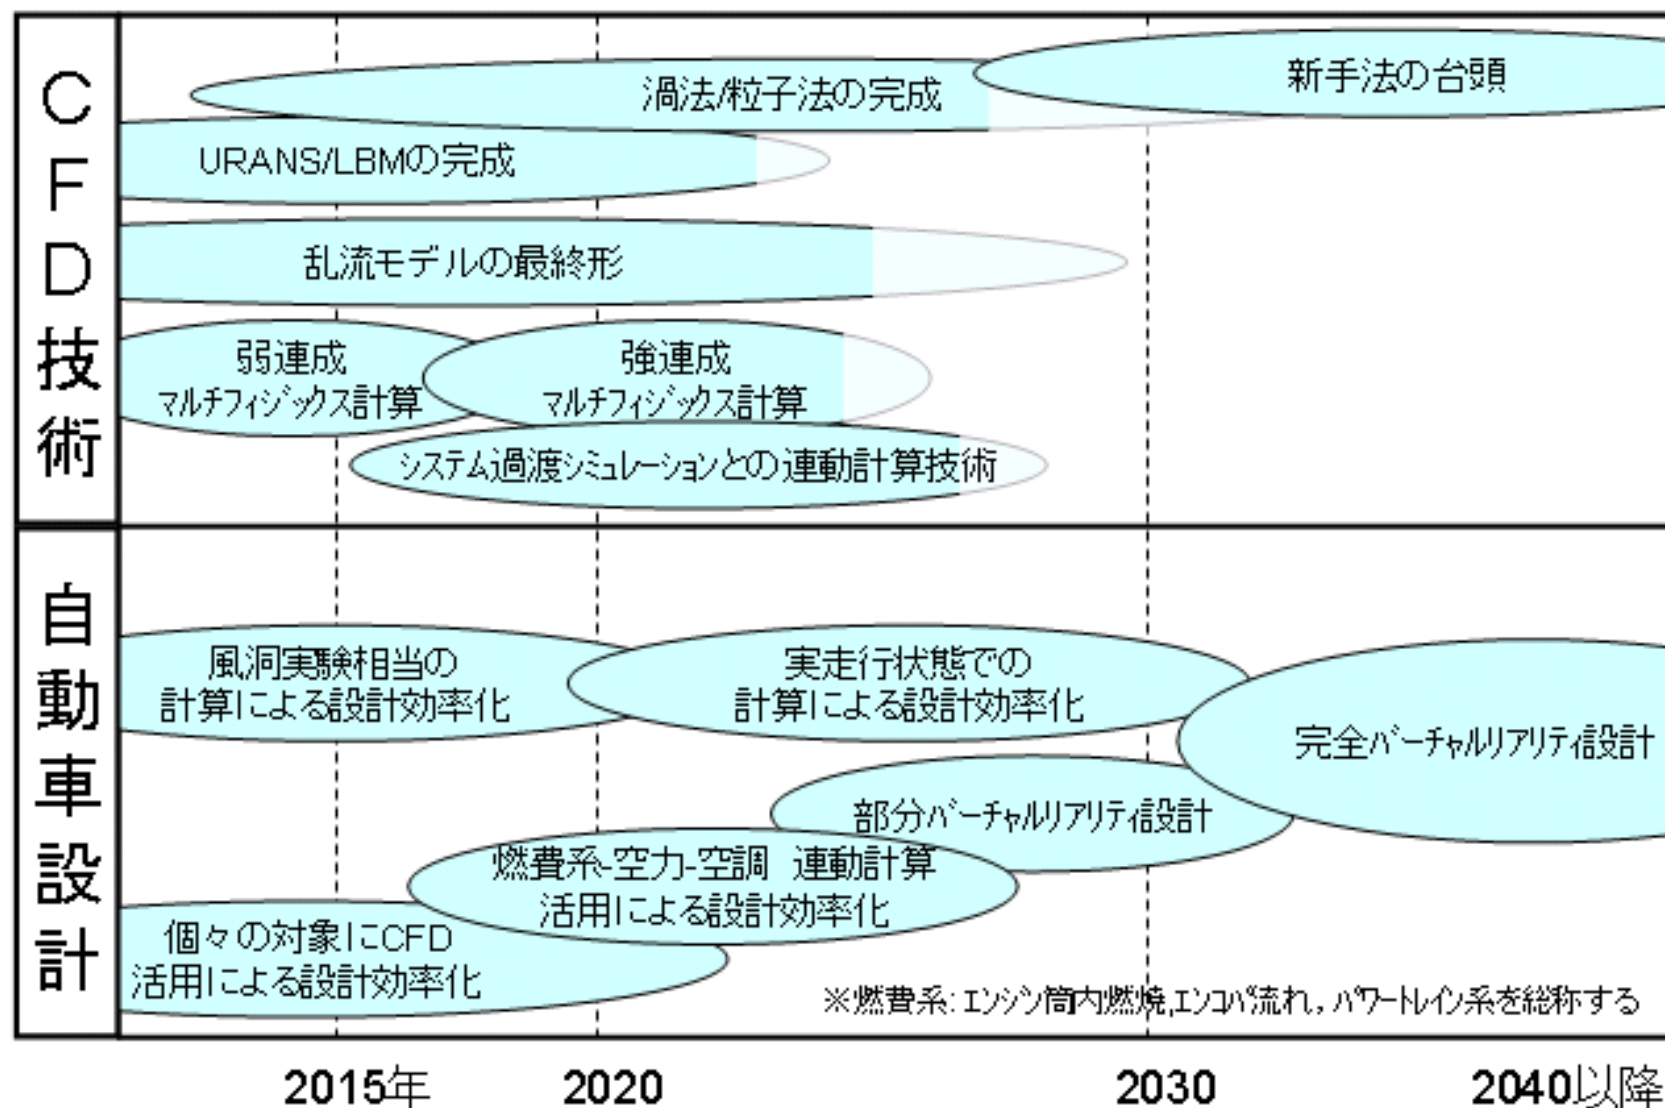 CFD技術
渦法/粒子法の完成
新手法の台頭
URANS/LBMの完成
乱流モデルの最終形
弱連成
ﾏﾙﾁﾌｨｼﾞｯｸｽ計算
強連成
ﾏﾙﾁﾌｨｼﾞｯｸｽ計算
ｼｽﾃﾑ過渡ｼﾐｭﾚｰｼｮﾝとの連動計算技術
自動車設計
風洞実験相当の
計算による設計効率化
実走行状態での
計算による設計効率化
完全ﾊﾞｰﾁｬﾙﾘｱﾘﾃｨ設計
部分ﾊﾞｰﾁｬﾙﾘｱﾘﾃｨ設計
燃費系-空力-空調　連動計算
活用による設計効率化
個々の対象にCFD
活用による設計効率化
※燃費系: ｴﾝｼﾞﾝ筒内燃焼,ｴﾝｺﾊﾟ流れ, ﾊﾟﾜｰﾄﾚｲﾝ系を総称する
2015年 2020 2030 2040以降